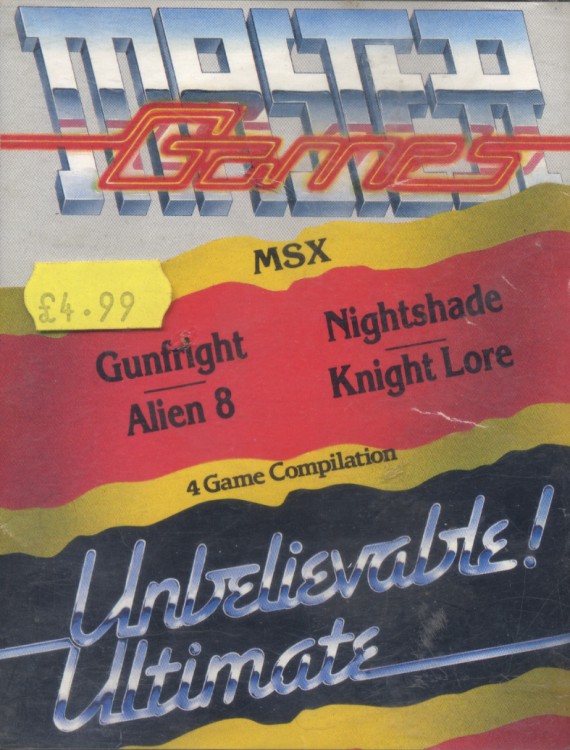 MASTER
Games
MSX
£4.99
Gunfright
Alien 8
Nightshade
Knight Lore
4 Game Compilation
Unbelievable!
Ultimate